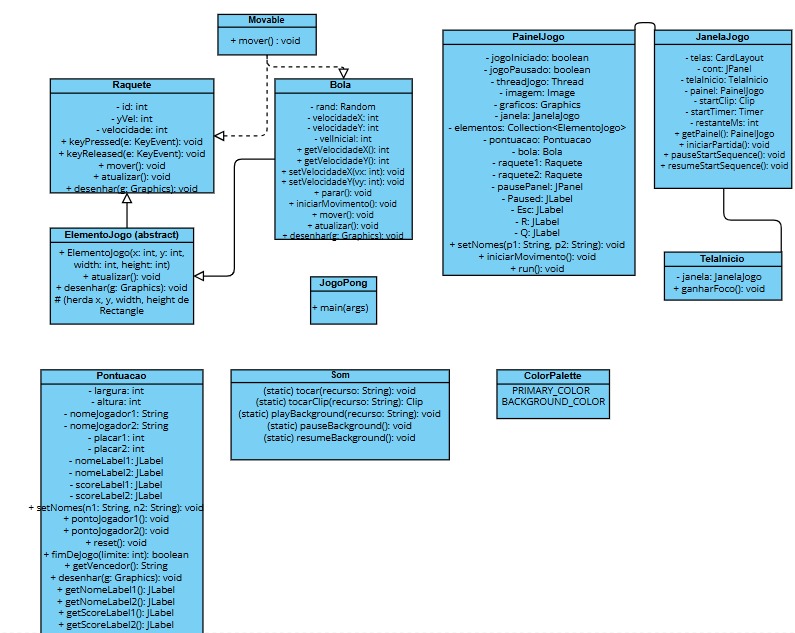 Movable
+ mover() : void
Raquete
- id: int
- yVel: int
- velocidade: int
+ keyPressed(e: KeyEvent): void
+ keyReleased(e: KeyEvent): void
+ mover(): void
+ atualizar(): void
+ desenhar(g: Graphics): void
Bola
- rand: Random
- velocidadeX: int
- velocidadeY: int
- velInicial: int
+ getVelocidadeX(): int
+ getVelocidadeY(): int
+ setVelocidadeX(vx: int): void
+ setVelocidadeY(vy: int): void
+ parar(): void
+ iniciarMovimento(): void
+ mover(): void
+ atualizar(): void
+ desenhar(g: Graphics): void
PainelJogo
- jogoIniciado: boolean
- jogoPausado: boolean
- threadJogo: Thread
- imagem: Image
- graficos: Graphics
- janela: JanelaJogo
- elementos: Collection<ElementoJogo>
- pontuacao: Pontuacao
- bola: Bola
- raquete1: Raquete
- raquete2: Raquete
- pausePanel: JPanel
- Paused: JLabel
- Esc: JLabel
- R: JLabel
- Q: JLabel
+ setNomes(p1: String, p2: String): void
+ iniciarMovimento(): void
+ run(): void
JanelaJogo
- telas: CardLayout
- cont: JPanel
- telaInicio: TelaInicio
- painel: PainelJogo
- startClip: Clip
- startTimer: Timer
- restanteMs: int
+ getPainel(): PainelJogo
+ iniciarPartida(): void
+ pauseStartSequence(): void
+ resumeStartSequence(): void
ElementoJogo (abstract)
+ ElementoJogo(x: int, y: int,
width: int, height: int)
+ atualizar(): void
+ desenhar(g: Graphics): void
# (herda x, y, width, height de
Rectangle
JogoPong
+ main(args)
TelaInicio
- janela: JanelaJogo
+ ganharFoco(): void
Pontuacao
- largura: int
- altura: int
- nomeJogador1: String
- nomeJogador2: String
- placar1: int
- placar2: int
- nomeLabel1: JLabel
- nomeLabel2: JLabel
- scoreLabel1: JLabel
- scoreLabel2: JLabel
+ setNomes(n1: String, n2: String): void
+ pontoJogador1(): void
+ pontoJogador2(): void
+ reset(): void
+ fimDeJogo(limite: int): boolean
+ getVencedor(): String
+ desenhar(g: Graphics): void
+ getNomeLabel1(): JLabel
+ getNomeLabel2(): JLabel
+ getScoreLabel1(): JLabel
+ getScoreLabel2(): JLabel
Som
(static) tocar(recurso: String): void
(static) tocarClip(recurso: String): Clip
(static) playBackground(recurso: String): void
(static) pauseBackground(): void
(static) resumeBackground(): void
ColorPalette
PRIMARY_COLOR
BACKGROUND_COLOR